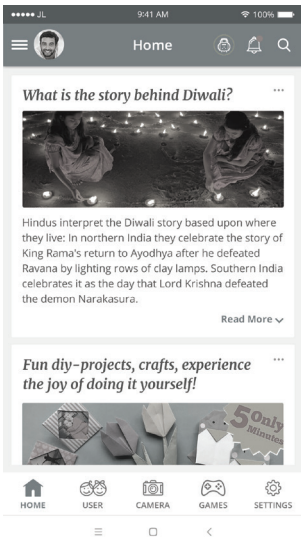 JL 9:41 AM 100%
Home
What is the story behind Diwali?
Hindus interpret the Diwali story based upon where
they live: In northern India they celebrate the story of
King Rama's return to Ayodhya after he defeated
Ravana by lighting rows of clay lamps. Southern India
celebrates it as the day that Lord Krishna defeated
the demon Narakasura.
Read More
Fun diy-projects, crafts, experience
the joy of doing it yourself!
5 Only
Minutes
HOME USER CAMERA GAMES SETTINGS